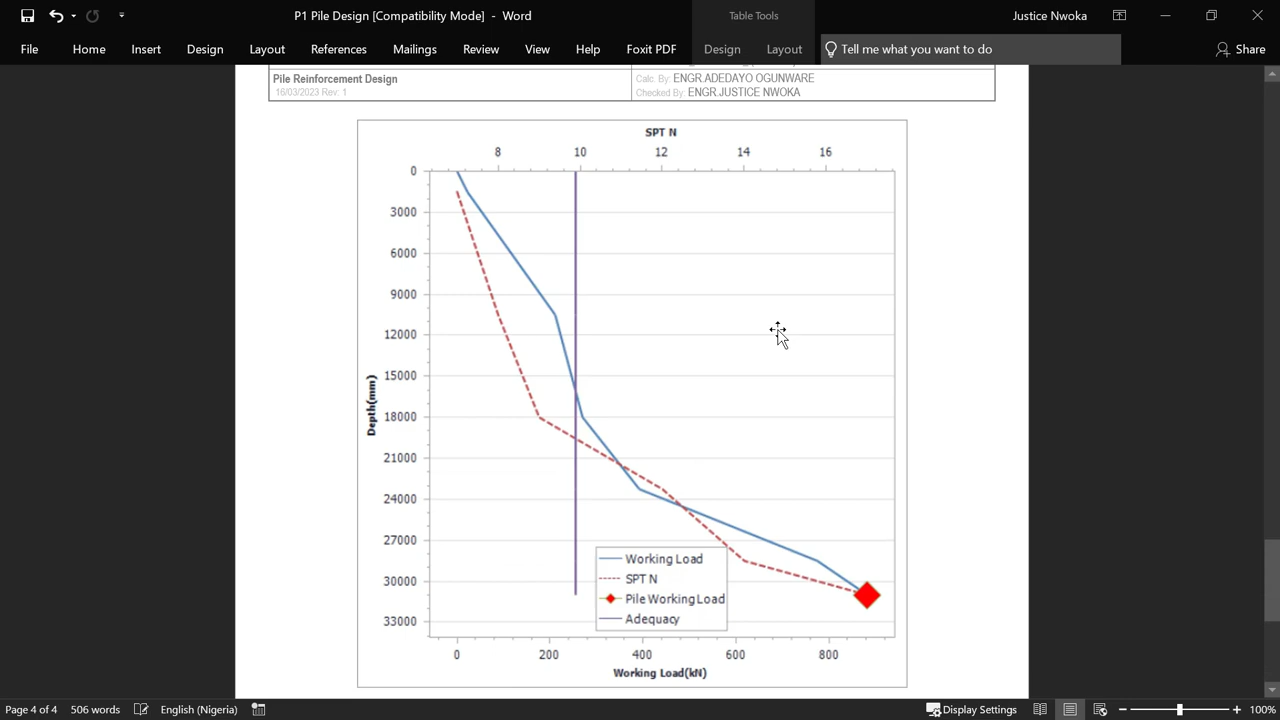 P1 Pile Design [Compatibility Mode] - Word
Table Tools
Justice Nwoka
File Home Insert Design Layout References Mailings Review View Help Foxit PDF Design Layout Tell me what you want to do Share
Pile Reinforcement Design
16/03/2023 Rev: 1
Calc. By: ENGR.ADEDAYO OGUNWARE
Checked By: ENGR.JUSTICE NWOKA
SPT N
8 10 12 14 16
0
3000
6000
9000
12000
15000
18000
21000
24000
27000
30000
33000
Depth(mm)
Working Load
SPT N
Pile Working Load
Adequacy
0 200 400 600 800
Working Load(kN)
Page 4 of 4 506 words English (Nigeria) Display Settings 100%